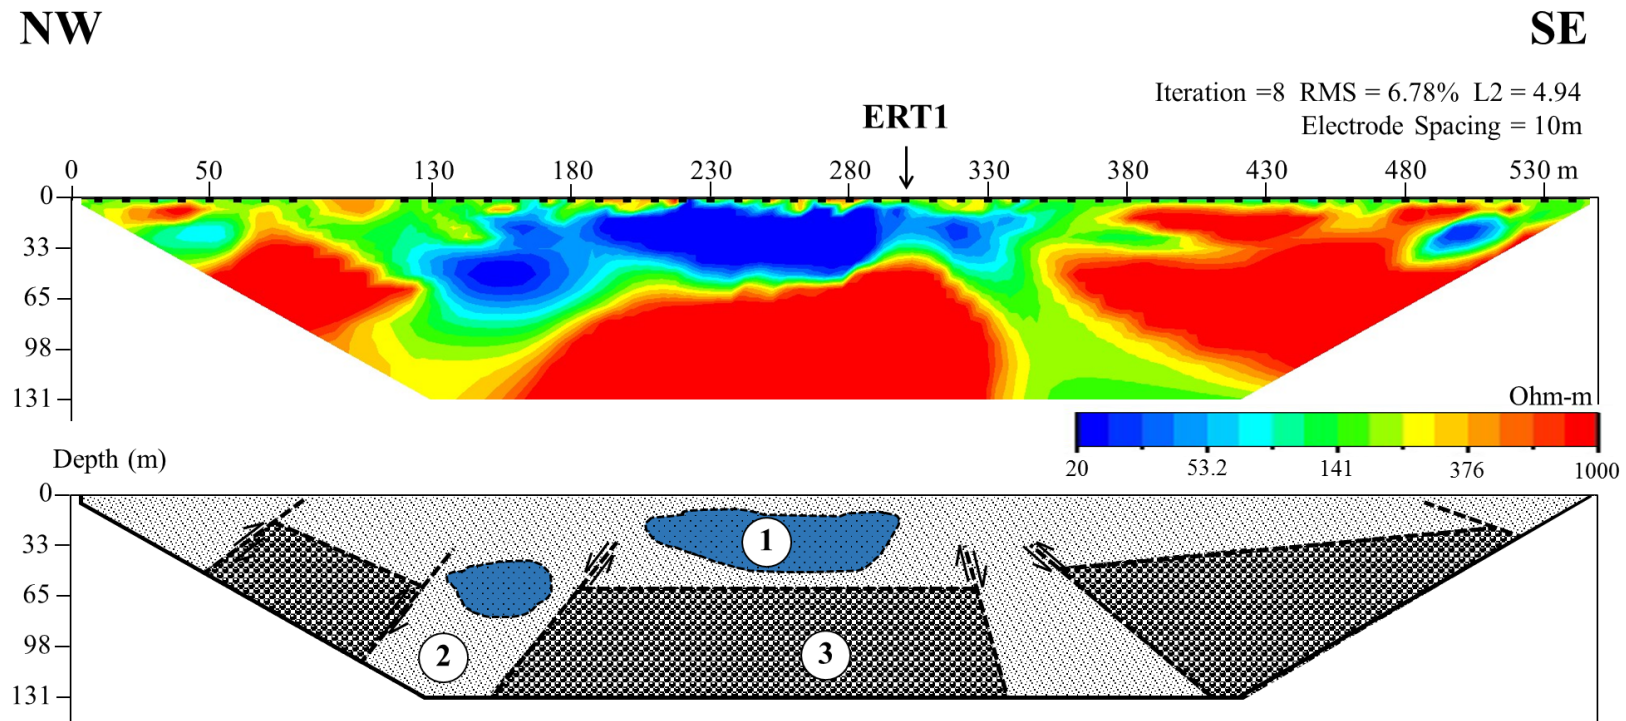 NW
SE
Iteration =8 RMS = 6.78% L2 = 4.94
Electrode Spacing = 10m
ERT1
0 50 130 180 230 280 330 380 430 480 530 m
0
33
65
98
131
Ohm-m
20 53.2 141 376 1000
Depth (m)
0
33
65
98
131
1
2
3